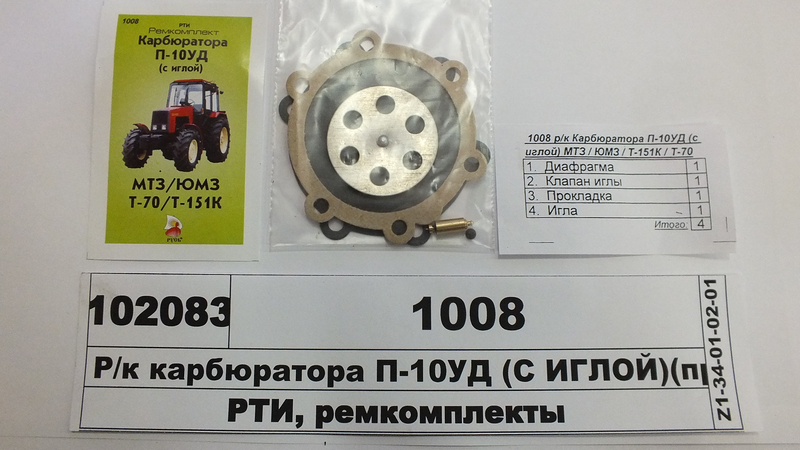 1008
РТИ
Ремкомплект
Карбюратора
П-10УД
(с иглой)
МТЗ/ЮМЗ
Т-70/Т-151К
1008 р/к Карбюратора П-10УД (с
иглой) МТЗ / ЮМЗ / Т-151К / Т-70
1. Диафрагма 1
2. Клапан иглы 1
3. Прокладка 1
4. Игла 1
Итого: 4
102083
1008
Р/к карбюратора П-10УД (С ИГЛОЙ)(пр
РТИ, ремкомплекты
Z1-34-01-02-01